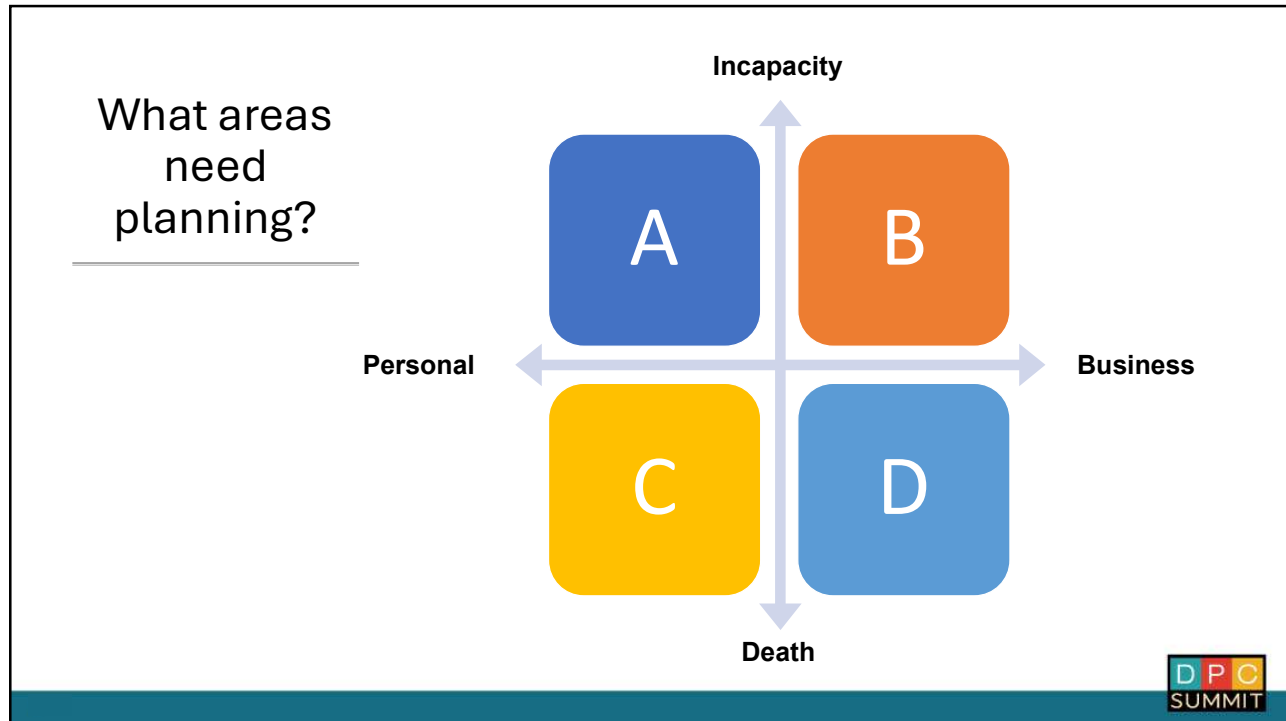 What areas
need
planning?
Incapacity
A
B
Personal
Business
C
D
Death
D P C
SUMMIT